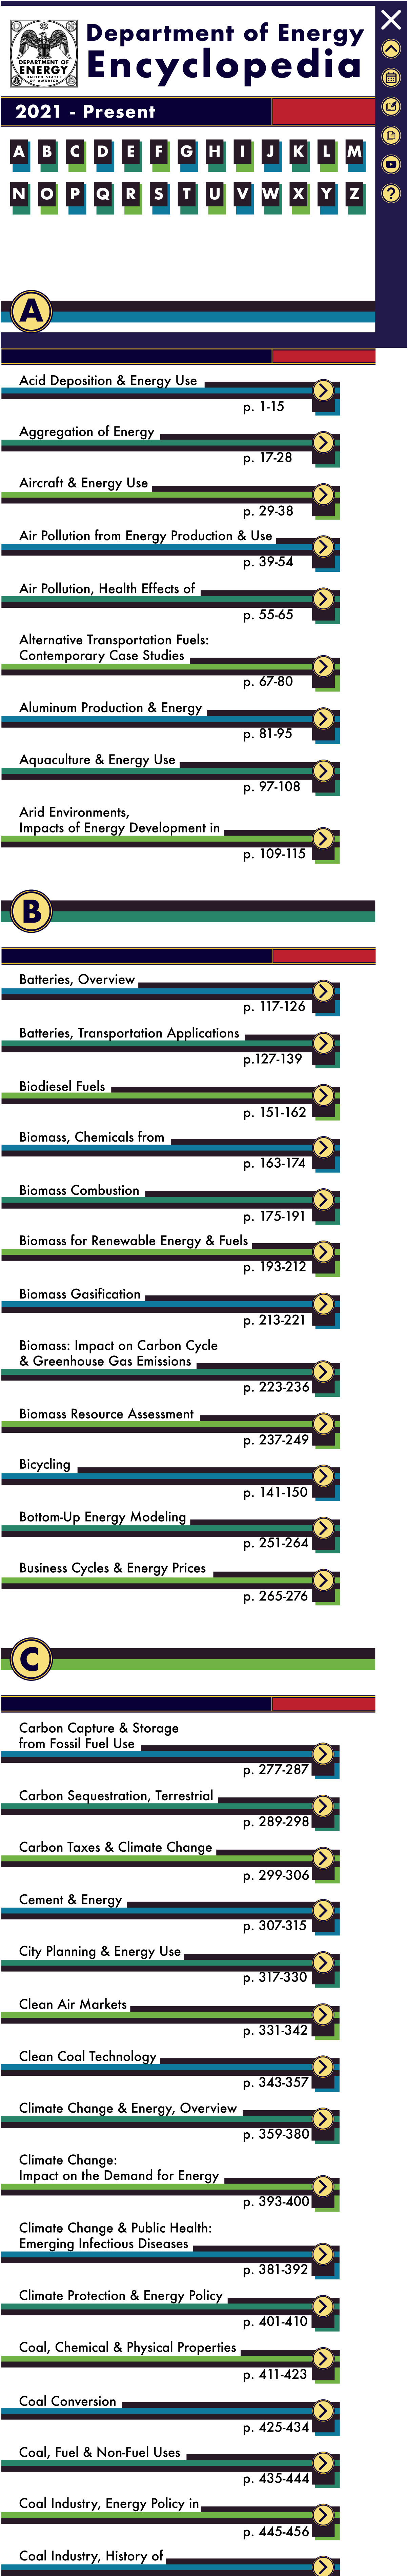 DEPARTMENT OF
ENERGY
UNITED STATES
OF AMERICA
Department of Energy
Encyclopedia
2021 - Present
A B C D E F G H I J K L M
N O P Q R S T U V W X Y Z
A
Acid Deposition & Energy Use
p. 1-15
Aggregation of Energy
p. 17-28
Aircraft & Energy Use
p. 29-38
Air Pollution from Energy Production & Use
p. 39-54
Air Pollution, Health Effects of
p. 55-65
Alternative Transportation Fuels:
Contemporary Case Studies
p. 67-80
Aluminum Production & Energy
p. 81-95
Aquaculture & Energy Use
p. 97-108
Arid Environments,
Impacts of Energy Development in
p. 109-115
B
Batteries, Overview
p. 117-126
Batteries, Transportation Applications
p.127-139
Biodiesel Fuels
p. 151-162
Biomass, Chemicals from
p. 163-174
Biomass Combustion
p. 175-191
Biomass for Renewable Energy & Fuels
p. 193-212
Biomass Gasification
p. 213-221
Biomass: Impact on Carbon Cycle
& Greenhouse Gas Emissions
p. 223-236
Biomass Resource Assessment
p. 237-249
Bicycling
p. 141-150
Bottom-Up Energy Modeling
p. 251-264
Business Cycles & Energy Prices
p. 265-276
C
Carbon Capture & Storage
from Fossil Fuel Use
p. 277-287
Carbon Sequestration, Terrestrial
p. 289-298
Carbon Taxes & Climate Change
p. 299-306
Cement & Energy
p. 307-315
City Planning & Energy Use
p. 317-330
Clean Air Markets
p. 331-342
Clean Coal Technology
p. 343-357
Climate Change & Energy, Overview
p. 359-380
Climate Change:
Impact on the Demand for Energy
p. 393-400
Climate Change & Public Health:
Emerging Infectious Diseases
p. 381-392
Climate Protection & Energy Policy
p. 401-410
Coal, Chemical & Physical Properties
p. 411-423
Coal Conversion
p. 425-434
Coal, Fuel & Non-Fuel Uses
p. 435-444
Coal Industry, Energy Policy in
p. 445-456
Coal Industry, History of